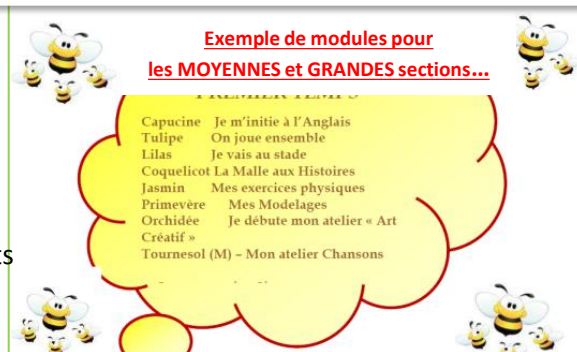 Exemple de modules pour
les MOYENNES et GRANDES sections...
PREMIER TEMPS
Capucine Je m'initie à l'Anglais
Tulipe On joue ensemble
Lilas Je vais au stade
Coquelicot La Malle aux Histoires
Jasmin Mes exercices physiques
Primevère Mes Modelages
Orchidée Je débute mon atelier « Art
Créatif »
Tournesol (M) – Mon atelier Chansons